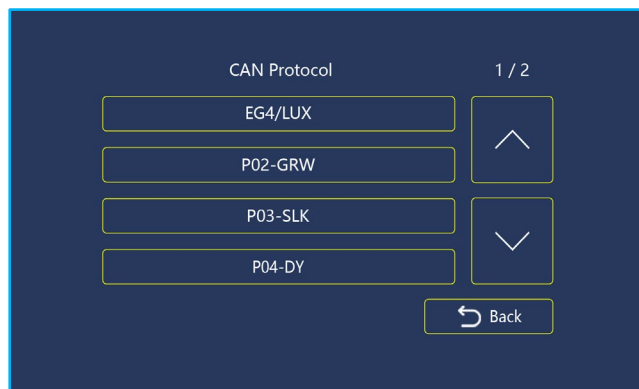 CAN Protocol
1 / 2
EG4/LUX
P02-GRW
P03-SLK
P04-DY
Back